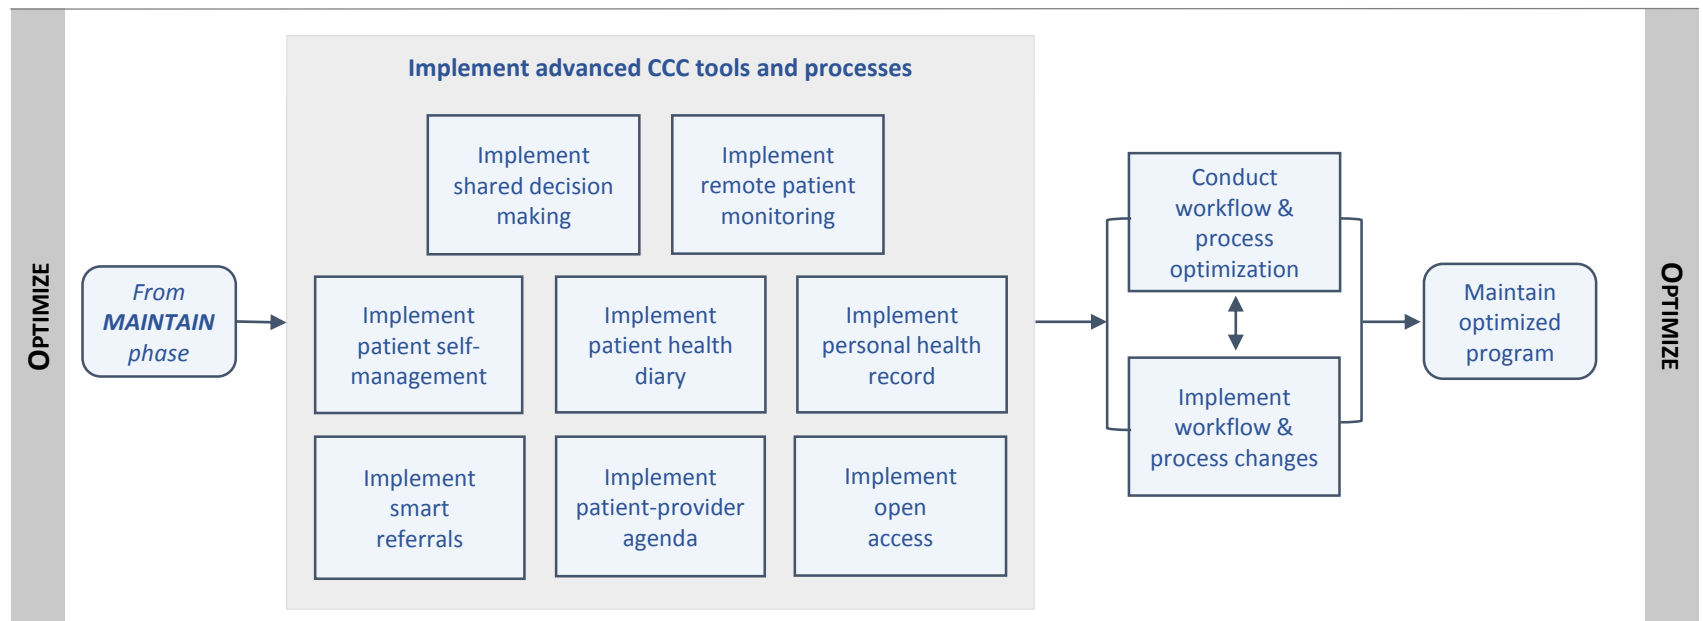 OPTIMIZE
From
MAINTAIN
phase
Implement advanced CCC tools and processes
Implement
shared decision
making
Implement
remote patient
monitoring
Implement
patient self-
management
Implement
patient health
diary
Implement
personal health
record
Implement
smart
referrals
Implement
patient-provider
agenda
Implement
open
access
Conduct
workflow &
process
optimization
Implement
workflow &
process changes
Maintain
optimized
program
OPTIMIZE